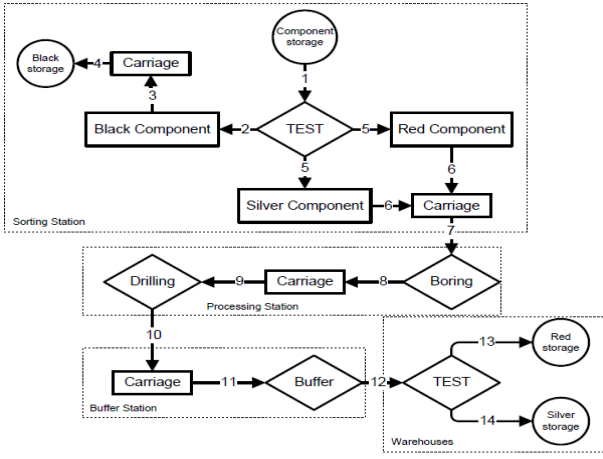 Component
storage
Black
storage
4
Carriage
1
3
Black Component
2
TEST
5
Red Component
5
6
Silver Component
6
Carriage
Sorting Station
7
Drilling
9
Carriage
8
Boring
Processing Station
10
13
Red
storage
Carriage
11
Buffer
12
TEST
Buffer Station
14
Silver
storage
Warehouses